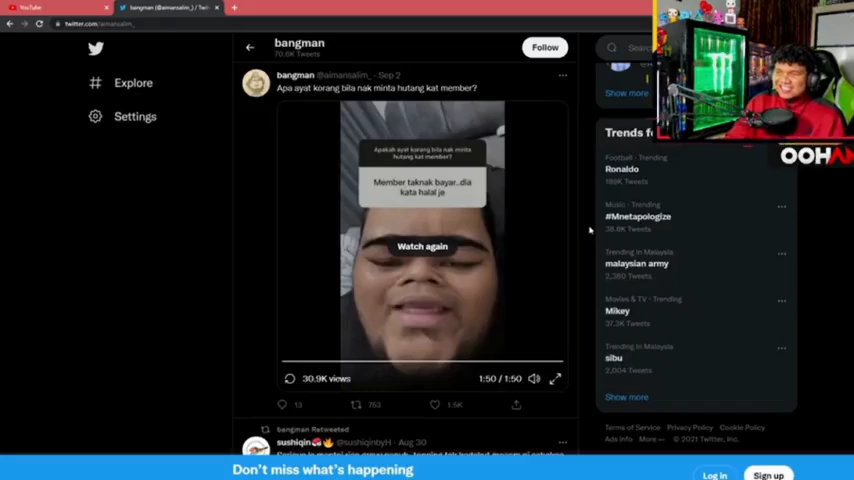 YouTube
bangman (@aimansalim_) / Twitt
twitter.com/aimansalim_
bangman
70.6K Tweets
Follow
Explore
Settings
bangman @aimansalim_ · Sep 2
Apa ayat korang bila nak minta hutang kat member?
Apakah ayat korang bila nak minta
hutang kat member?
Member taknak bayar..dia
kata halal je
Watch again
30.9K views
1:50 / 1:50
13
753
1.5K
bangman Retweeted
sushiqin @sushiqinbyH · Aug 30
Show more
OOHAM
Football · Trending
Ronaldo
189K Tweets
Music · Trending
#Mnetapologize
38.8K Tweets
Trending in Malaysia
malaysian army
2,380 Tweets
Movies & TV · Trending
Mikey
37.3K Tweets
Trending in Malaysia
sibu
2,004 Tweets
Show more
Terms of Service Privacy Policy Cookie Policy
Ads Info More ··· © 2021 Twitter, Inc.
Don't miss what's happening
Log in
Sign up